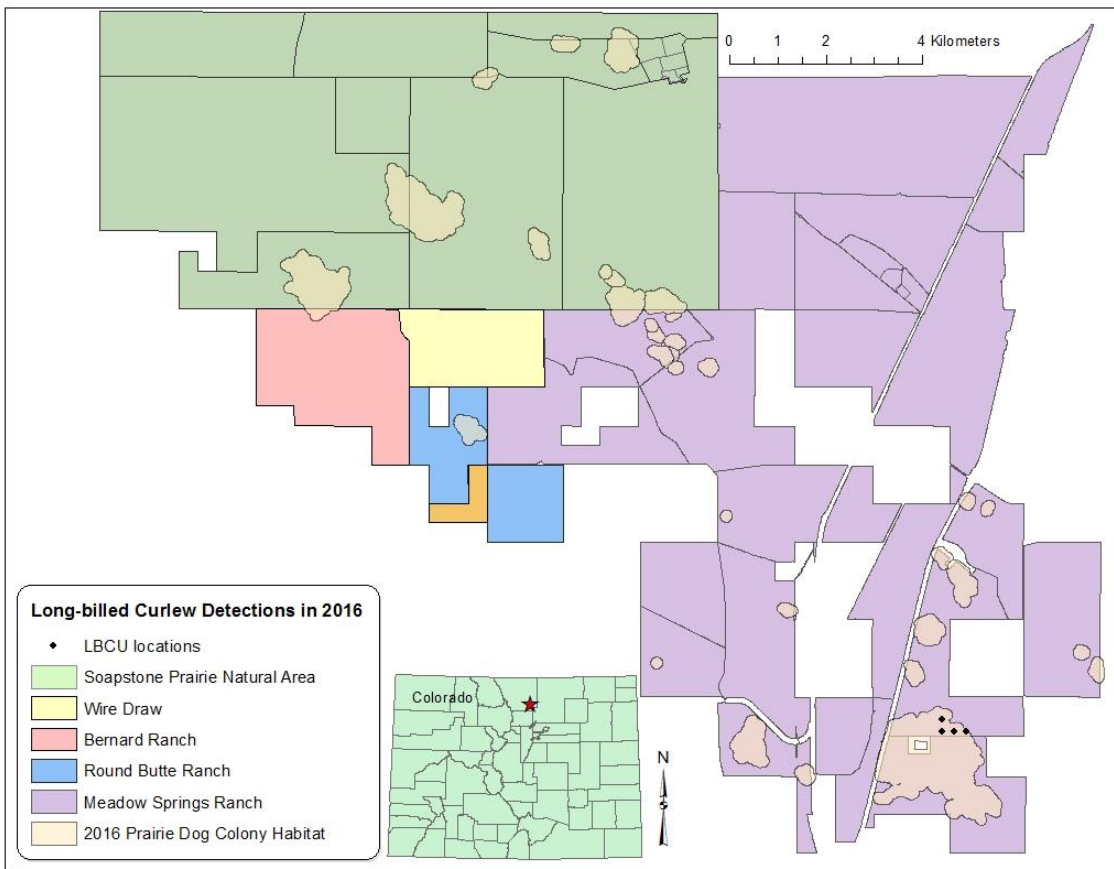 0 2 4 Kilometers
Long-billed Curlew Detections in 2016
LBCU locations
Soapstone Prairie Natural Area
Wire Draw
Bernard Ranch
Round Butte Ranch
Meadow Springs Ranch
2016 Prairie Dog Colony Habitat
Colorado
N